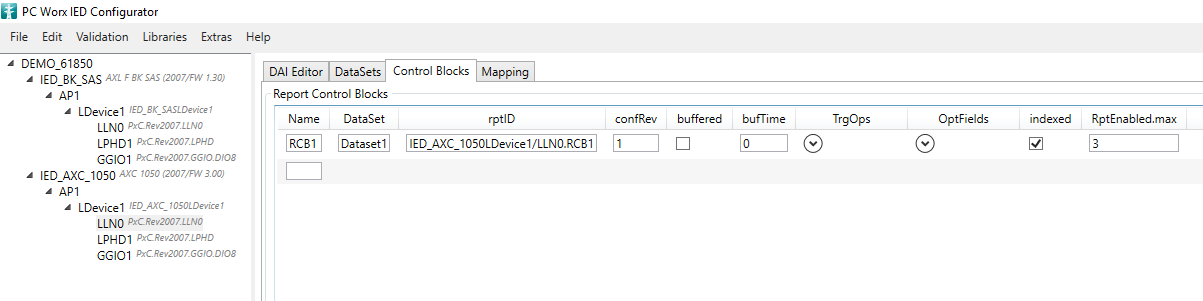 PC Worx IED Configurator
File Edit Validation Libraries Extras Help
DEMO_61850
IED_BK_SAS AXL F BK SAS (2007/FW 1.30)
AP1
LDevice1 IED_BK_SASLDevice1
LLN0 PxC.Rev2007.LLN0
LPHD1 PxC.Rev2007.LPHD
GGIO1 PxC.Rev2007.GGIO.DIO8
IED_AXC_1050 AXC 1050 (2007/FW 3.00)
AP1
LDevice1 IED_AXC_1050LDevice1
LLN0 PxC.Rev2007.LLN0
LPHD1 PxC.Rev2007.LPHD
GGIO1 PxC.Rev2007.GGIO.DIO8
DAI Editor DataSets Control Blocks Mapping
Report Control Blocks
Name DataSet rptID confRev buffered bufTime TrgOps OptFields indexed RptEnabled.max
RCB1 Dataset1 IED_AXC_1050LDevice1/LLN0.RCB1 1 0 3